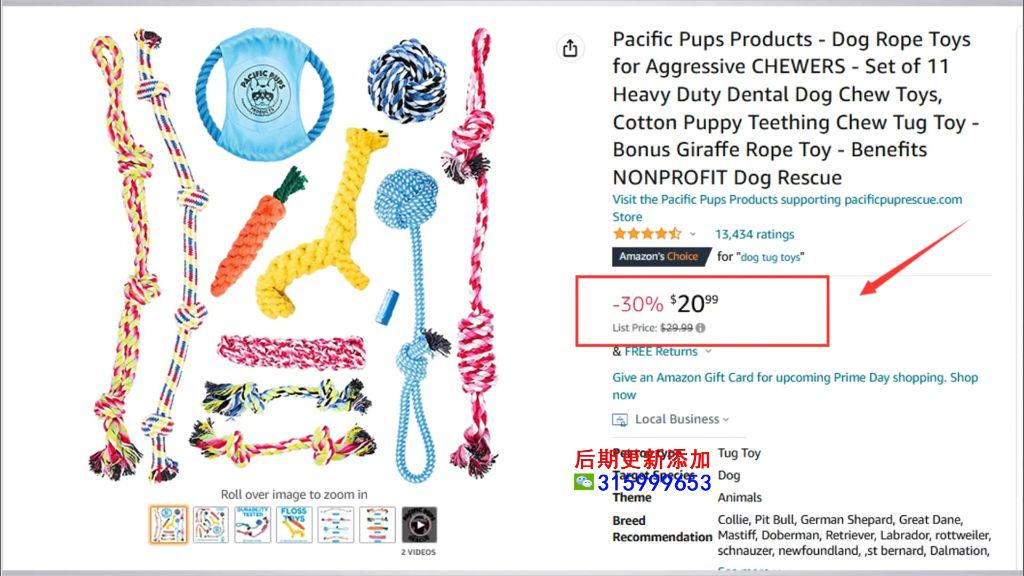 Pacific Pups Products - Dog Rope Toys
for Aggressive CHEWERS - Set of 11
Heavy Duty Dental Dog Chew Toys,
Cotton Puppy Teething Chew Tug Toy -
Bonus Giraffe Rope Toy - Benefits
NONPROFIT Dog Rescue
Visit the Pacific Pups Products supporting pacificpuprescue.com
Store
13,434 ratings
Amazon's Choice for "dog tug toys"
-30% $20 99
List Price: $29.99
& FREE Returns
Give an Amazon Gift Card for upcoming Prime Day shopping. Shop
now
Local Business
Tug Toy
后期更新添加
Target Species Dog
315999653
Theme Animals
Breed
Recommendation
Collie, Pit Bull, German Shepard, Great Dane,
Mastiff, Doberman, Retriever, Labrador, rottweiler,
schnauzer, newfoundland, ,st bernard, Dalmation,
PACIFIC PUPS
PRODUCTS
Roll over image to zoom in
DURABILITY
TESTED
FLOSS
TOYS
2 VIDEOS